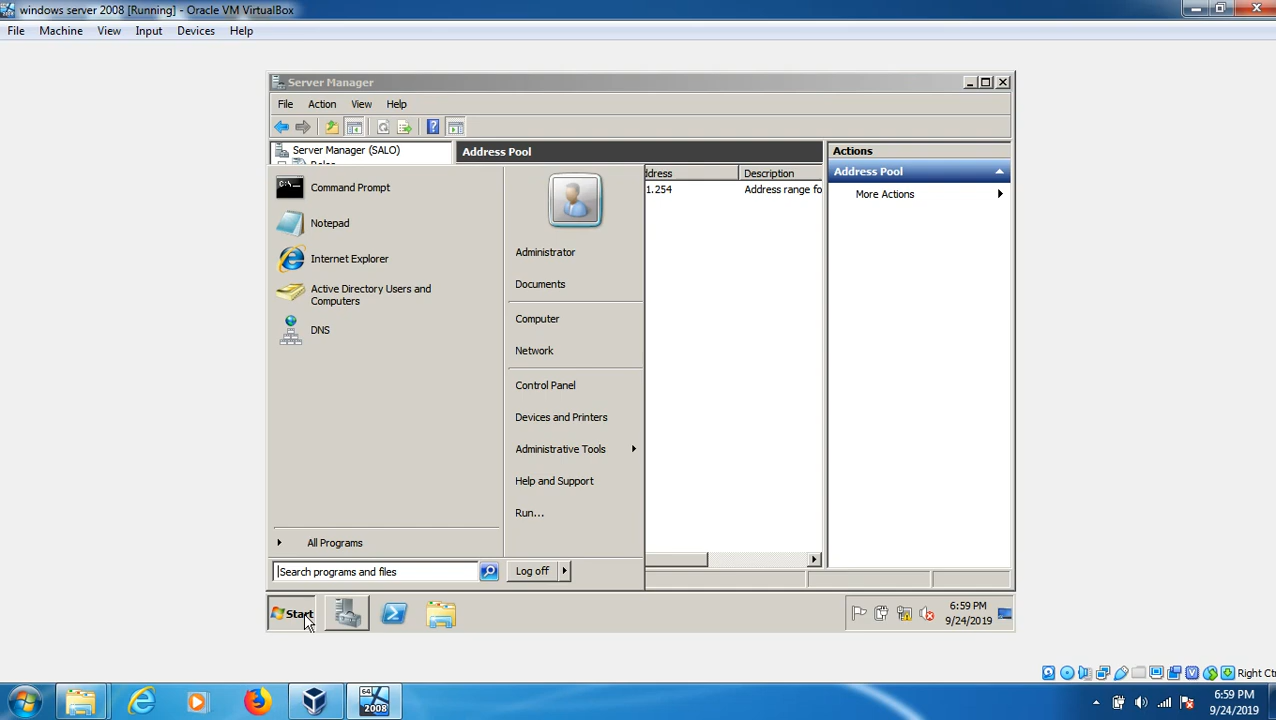 windows server 2008 [Running] - Oracle VM VirtualBox
File Machine View Input Devices Help
Server Manager
File Action View Help
Server Manager (SALO)
Address Pool
Actions
Address Pool
More Actions
Description
1.254 Address range fo
Command Prompt
Notepad
Internet Explorer
Active Directory Users and
Computers
DNS
All Programs
Search programs and files
Administrator
Documents
Computer
Network
Control Panel
Devices and Printers
Administrative Tools
Help and Support
Run...
Log off
Start
6:59 PM
9/24/2019
Right Ct
64
2008
6:59 PM
9/24/2019